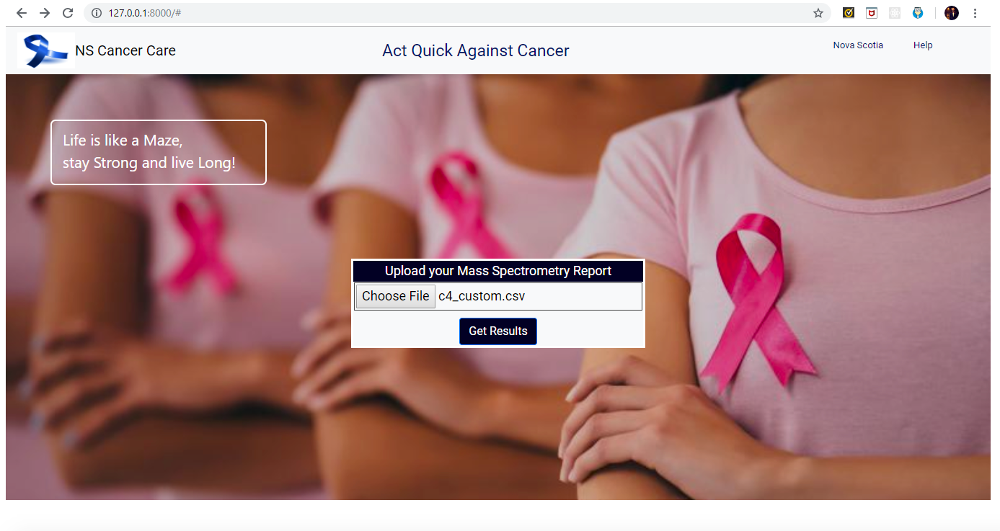 127.0.0.1:8000/#
NS Cancer Care
Act Quick Against Cancer
Nova Scotia
Help
Life is like a Maze,
stay Strong and live Long!
Upload your Mass Spectrometry Report
Choose File c4_custom.csv
Get Results